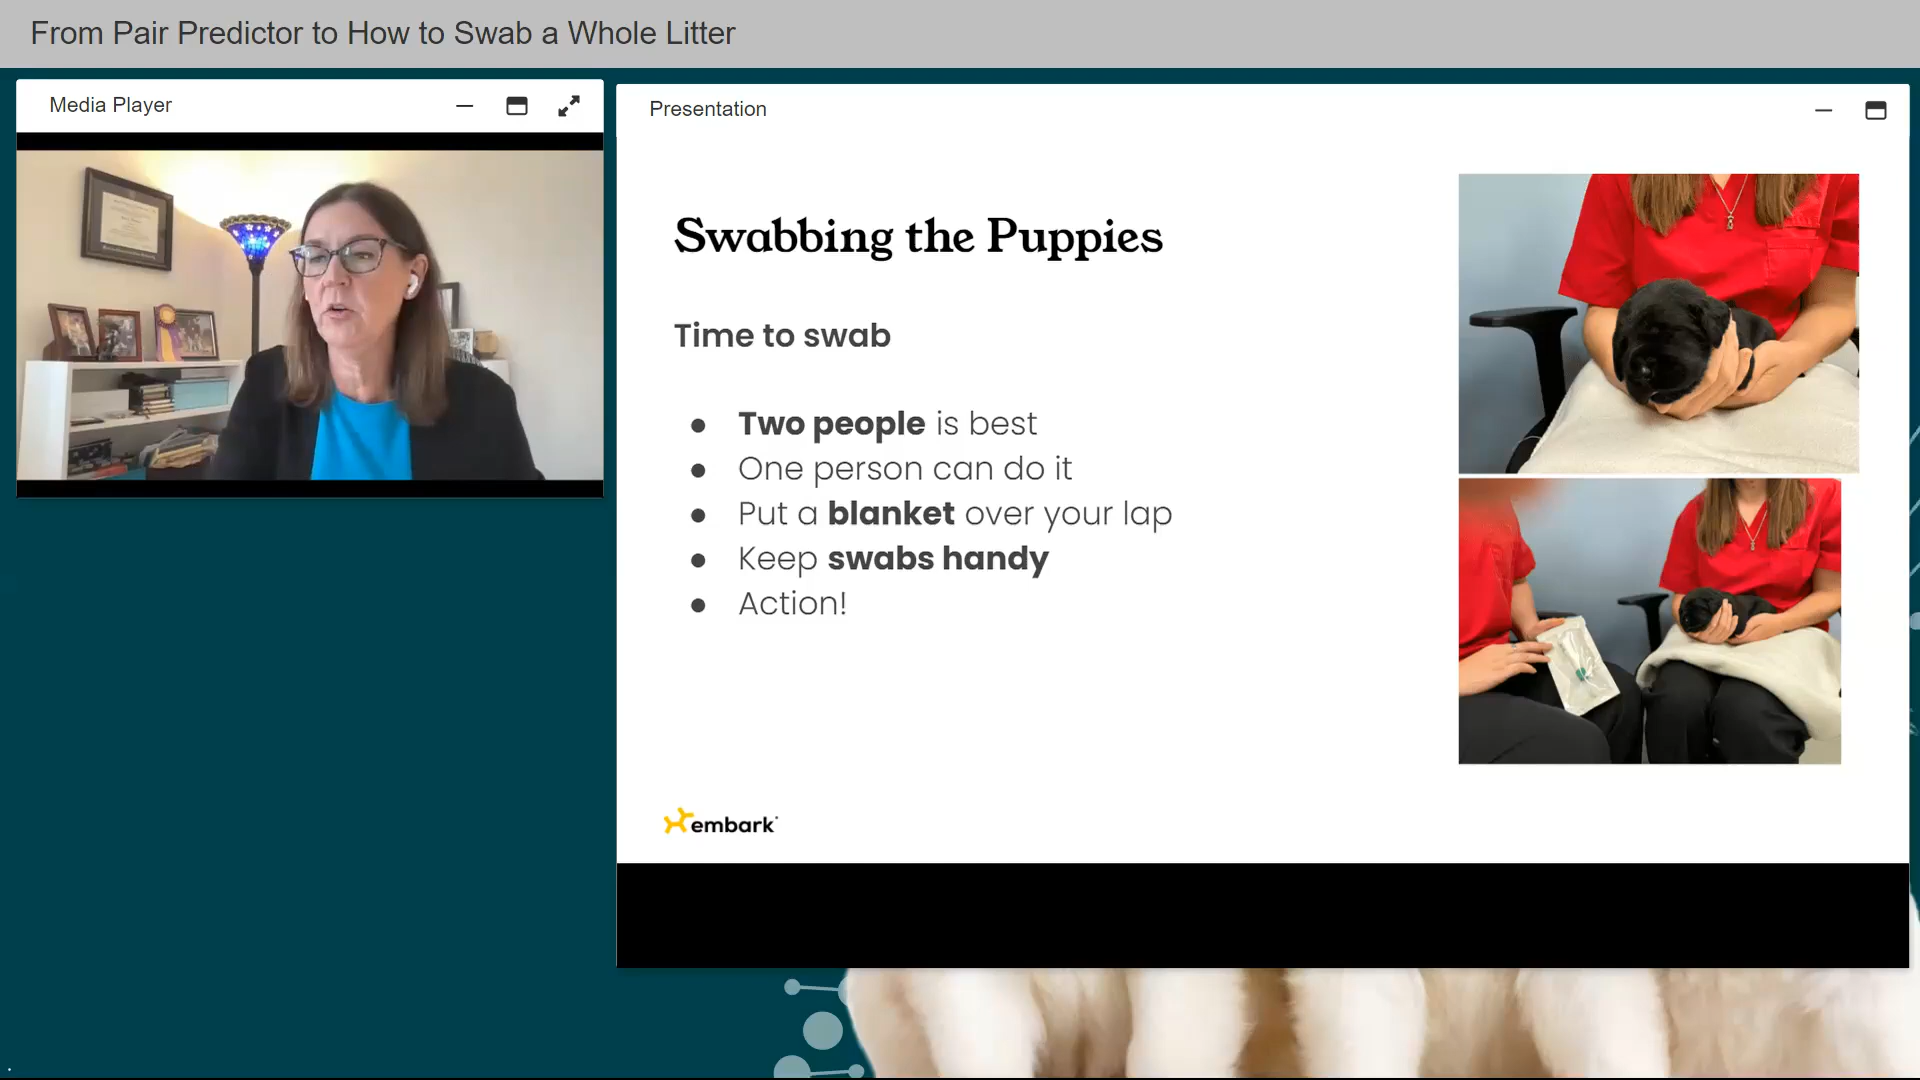 From Pair Predictor to How to Swab a Whole Litter
Media Player
Presentation
Swabbing the Puppies
Time to swab
● Two people is best
● One person can do it
● Put a blanket over your lap
● Keep swabs handy
● Action!
embark